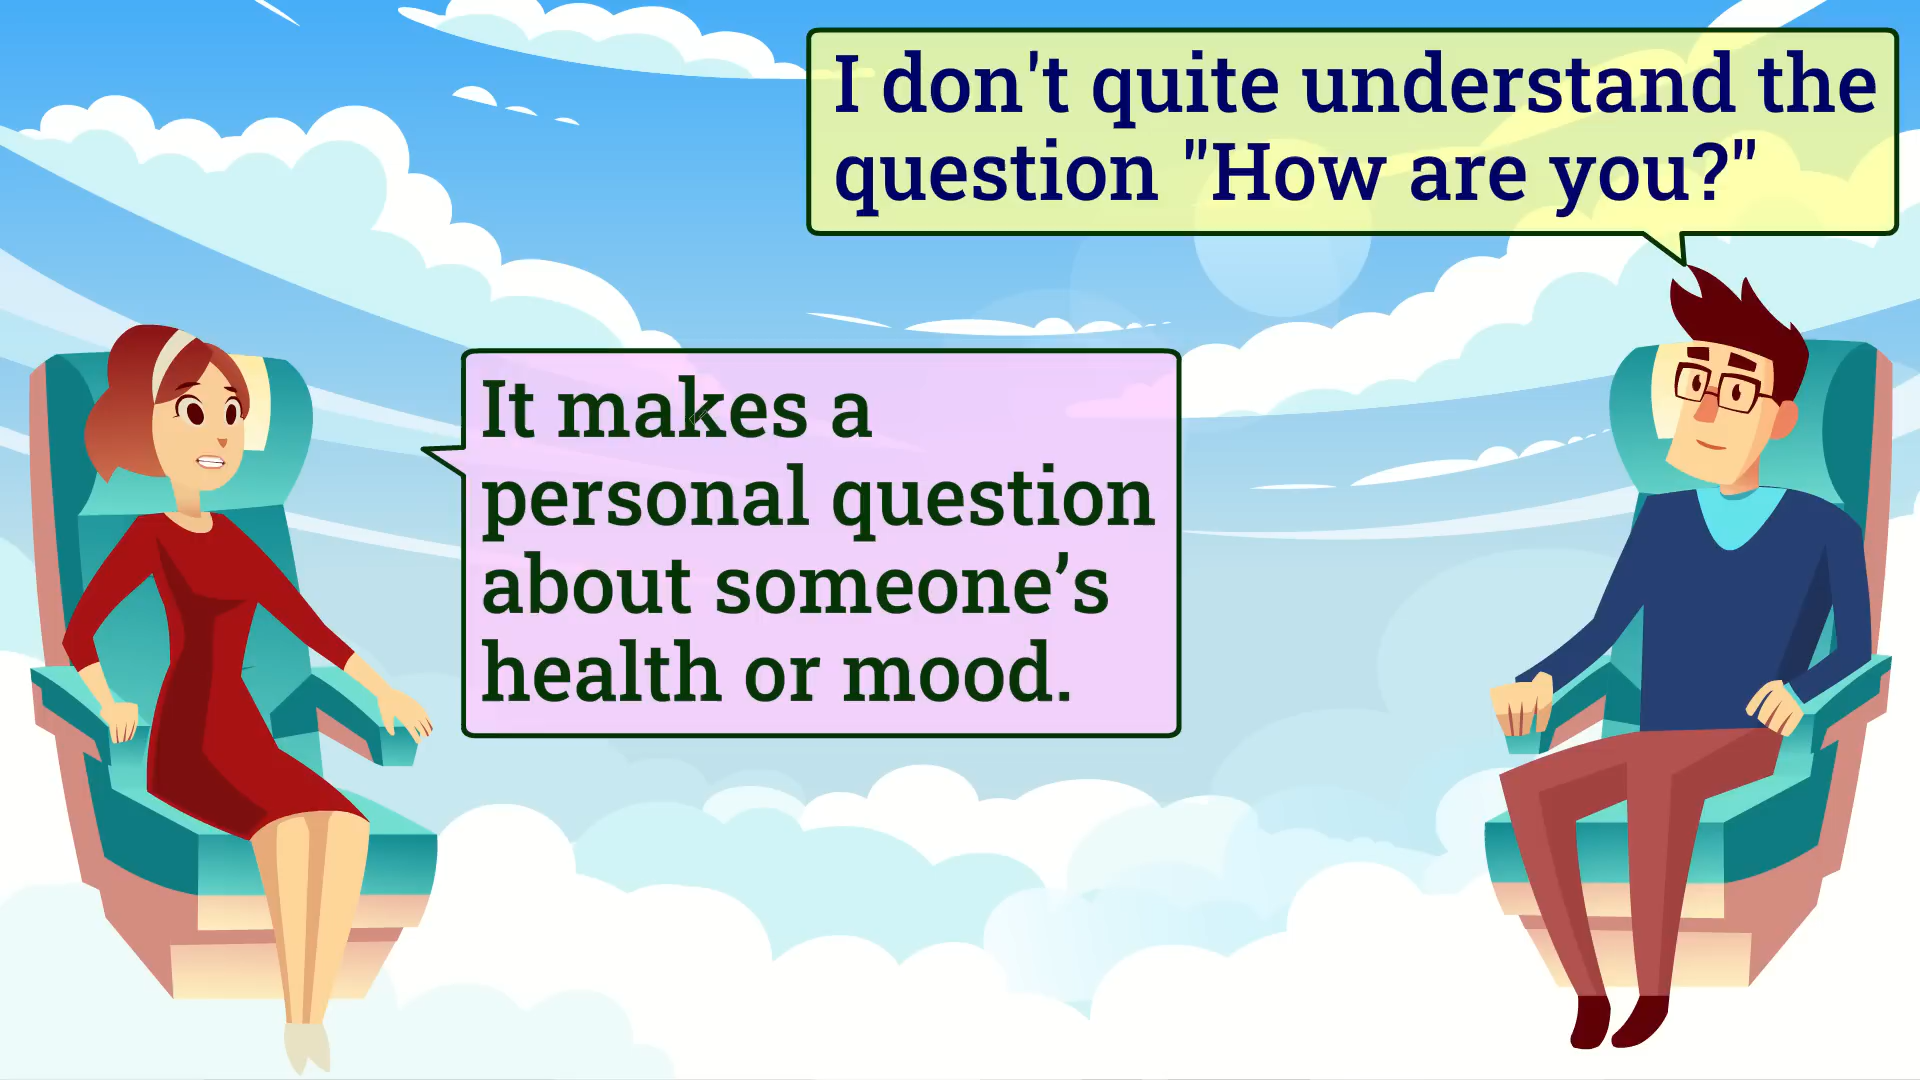 I don't quite understand the
question "How are you?"
It makes a
personal question
about someone’s
health or mood.